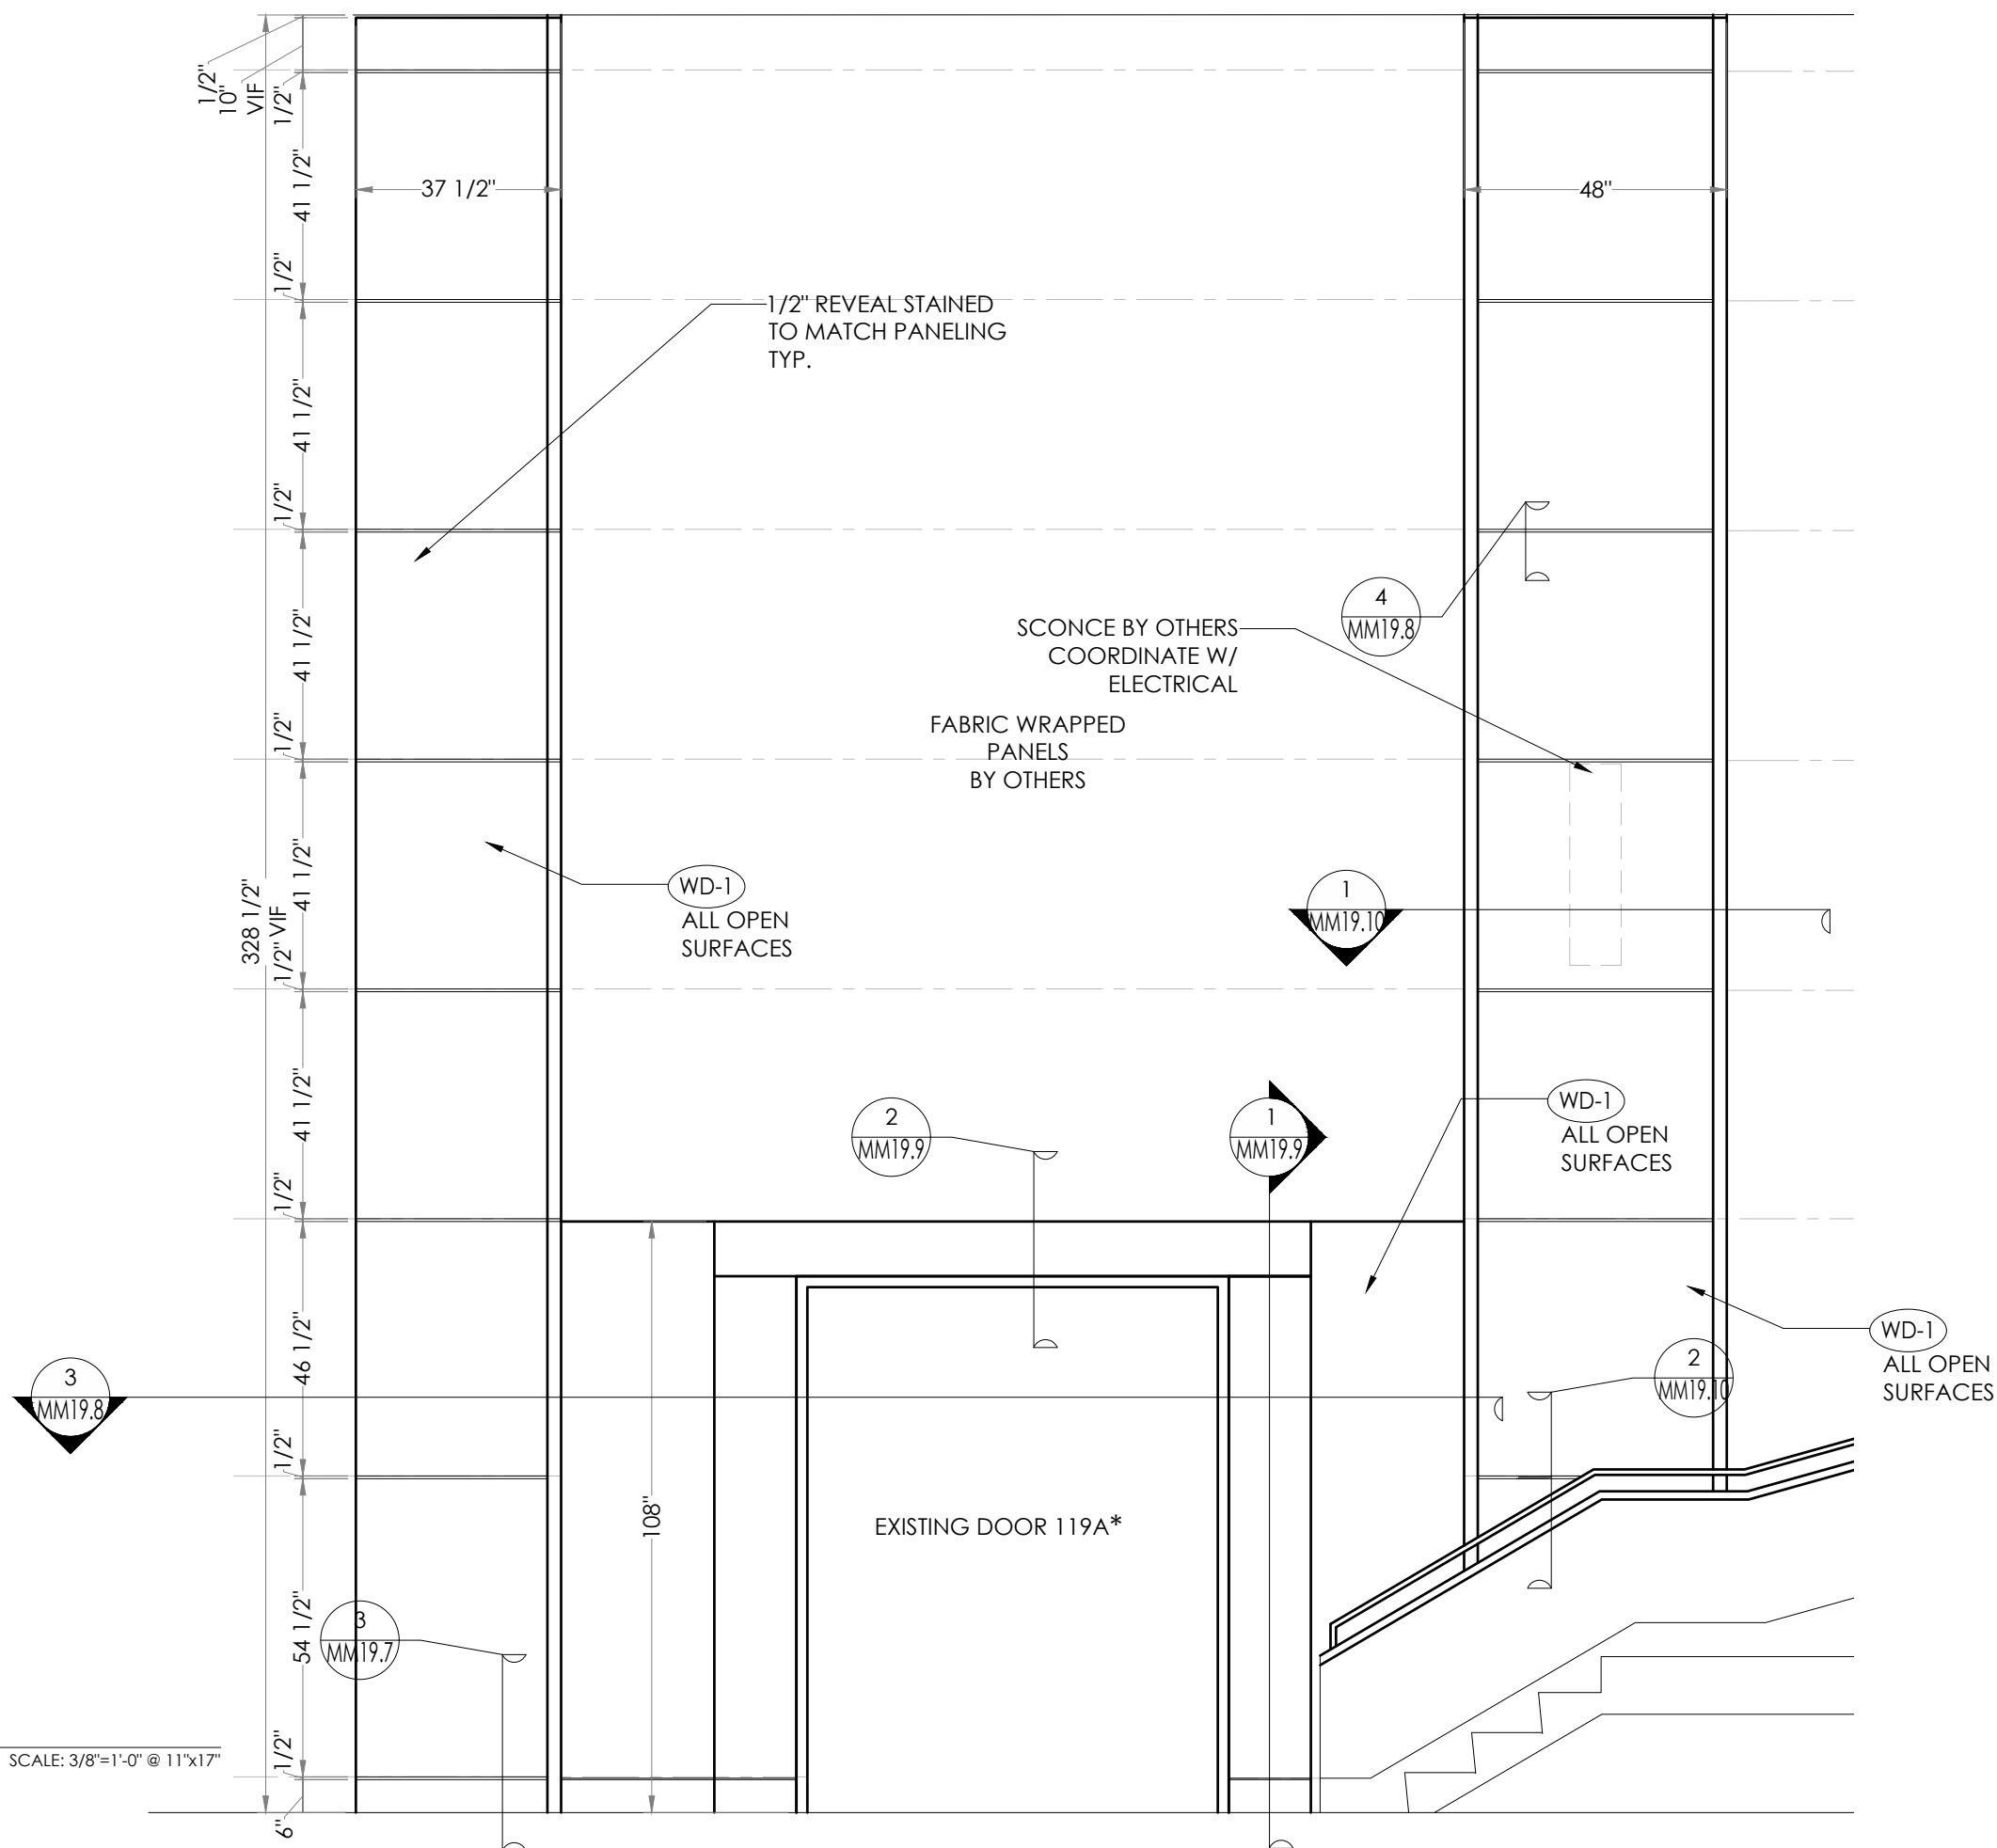 1/2"
10"
VIF
1/2"
41 1/2"
37 1/2"
48"
1/2"
1/2" REVEAL STAINED
TO MATCH PANELING
TYP.
41 1/2"
1/2"
4
MM19.8
SCONCE BY OTHERS
COORDINATE W/
ELECTRICAL
41 1/2"
1/2"
FABRIC WRAPPED
PANELS
BY OTHERS
41 1/2"
328 1/2"
VIF
1/2"
WD-1
ALL OPEN
SURFACES
1
MM19.10
41 1/2"
2
MM19.9
1
MM19.9
WD-1
ALL OPEN
SURFACES
1/2"
46 1/2"
WD-1
ALL OPEN
SURFACES
3
MM19.8
2
MM19.10
1/2"
108"
EXISTING DOOR 119A*
54 1/2"
3
MM19.7
1/2"
SCALE: 3/8"=1'-0" @ 11"x17"
6"